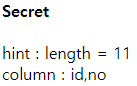 Secret
hint : length = 11
column : id,no